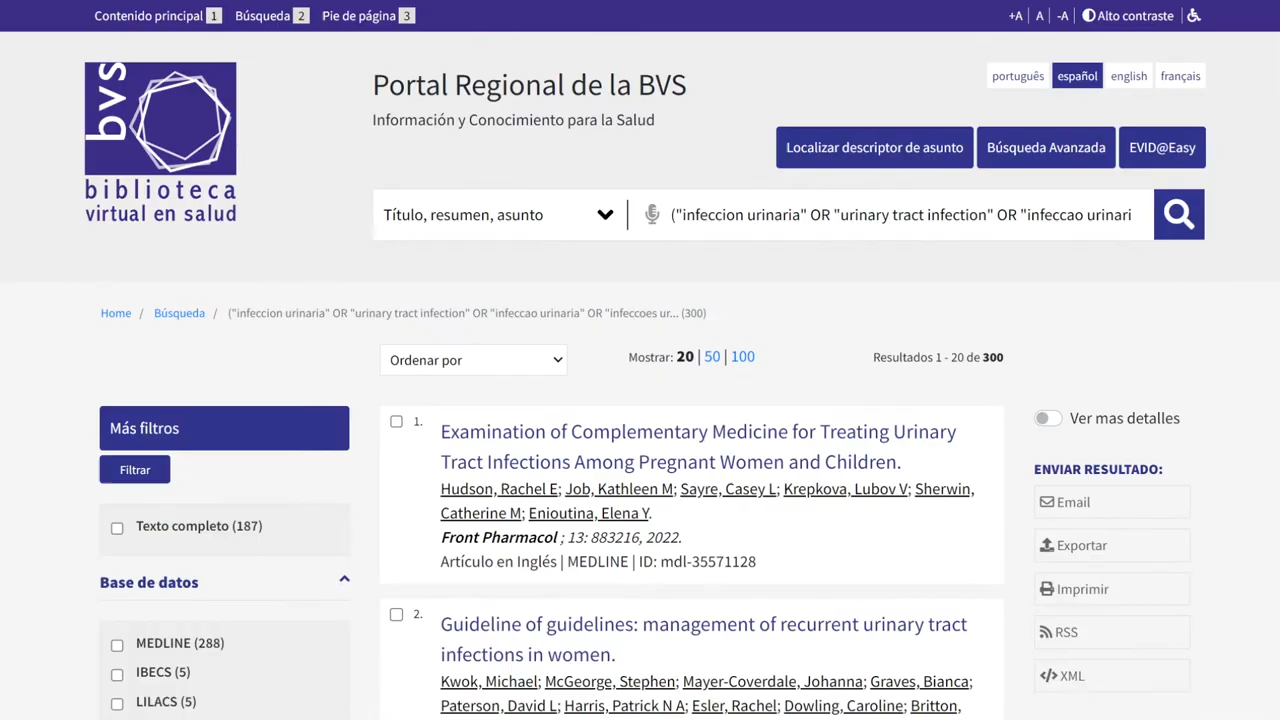 Contenido principal 1 Búsqueda 2 Pie de página 3
+A | A | -A | Alto contraste
bvs
biblioteca
virtual en salud
Portal Regional de la BVS
Información y Conocimiento para la Salud
português español english français
Localizar descriptor de asunto Búsqueda Avanzada EVID@Easy
Título, resumen, asunto ("infeccion urinaria" OR "urinary tract infection" OR "infeccao urinari
Home / Búsqueda / ("infeccion urinaria" OR "urinary tract infection" OR "infeccao urinaria" OR "infeccoes ur... (300)
Ordenar por Mostrar: 20 | 50 | 100 Resultados 1 - 20 de 300
Más filtros
Filtrar
Texto completo (187)
Base de datos
MEDLINE (288)
IBECS (5)
LILACS (5)
1. Examination of Complementary Medicine for Treating Urinary
Tract Infections Among Pregnant Women and Children.
Hudson, Rachel E; Job, Kathleen M; Sayre, Casey L; Krepkova, Lubov V; Sherwin,
Catherine M; Enioutina, Elena Y.
Front Pharmacol ; 13: 883216, 2022.
Artículo en Inglés | MEDLINE | ID: mdl-35571128
2. Guideline of guidelines: management of recurrent urinary tract
infections in women.
Kwok, Michael; McGeorge, Stephen; Mayer-Coverdale, Johanna; Graves, Bianca;
Paterson, David L; Harris, Patrick N A; Esler, Rachel; Dowling, Caroline; Britton,
Ver mas detalles
ENVIAR RESULTADO:
Email
Exportar
Imprimir
RSS
XML